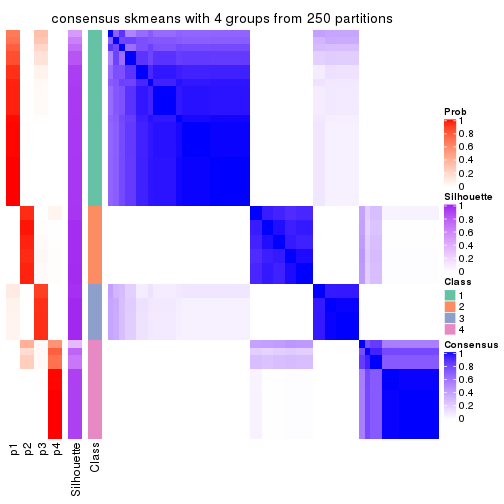 consensus skmeans with 4 groups from 250 partitions
Prob
1
0.8
0.6
0.4
0.2
0
Silhouette
1
0.8
0.6
0.4
0.2
0
Class
1
2
3
4
Consensus
1
0.8
0.6
0.4
0.2
0
p1
p2
p3
p4
Silhouette
Class